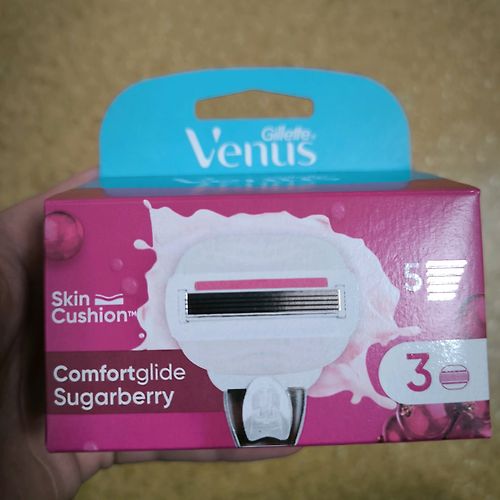 Gillette
Venus
Skin
Cushion™
5
Comfortglide
Sugarberry
3